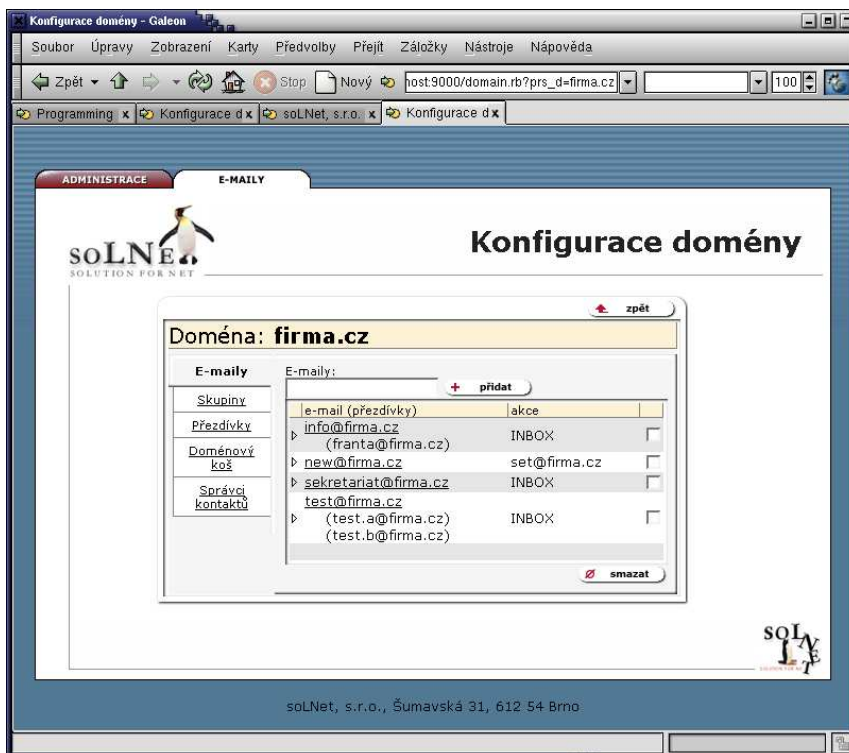 Konfigurace domény - Galeon
Soubor Úpravy Zobrazení Karty Předvolby Přejít Záložky Nástroje Nápověda
Zpět Stop Nový host:9000/domain.rb?prs_d=firma.cz 100
Programming x Konfigurace d x soLNet, s.r.o. x Konfigurace d x
ADMINISTRACE E-MAILY
soLNET
SOLUTION FOR NET
Konfigurace domény
zpět
Doména: firma.cz
E-maily
Skupiny
Přezdívky
Doménový
koš
Správci
kontaktů
E-maily:
přidat
e-mail (přezdívky) akce
info@firma.cz
(franta@firma.cz) INBOX
new@firma.cz set@firma.cz
sekretariat@firma.cz INBOX
test@firma.cz
(test.a@firma.cz) INBOX
(test.b@firma.cz)
smazat
soLNET
soLNet, s.r.o., Šumavská 31, 612 54 Brno